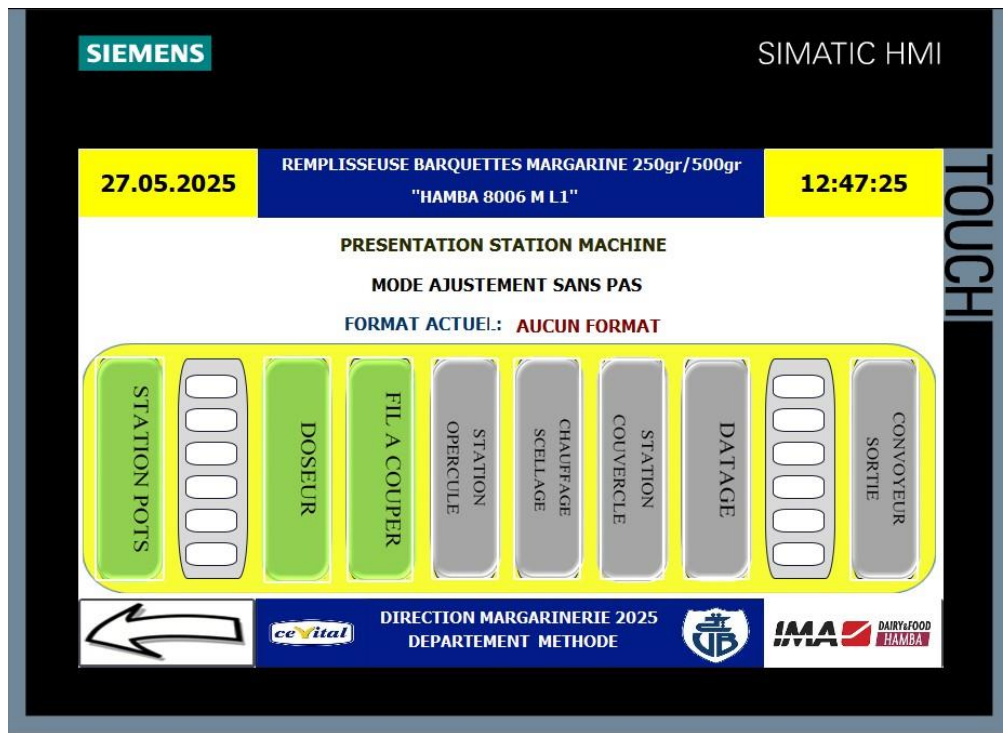 SIEMENS
SIMATIC HMI
TOUCH
27.05.2025
REMPLISSEUSE BARQUETTES MARGARINE 250gr/500gr
"HAMBA 8006 M L1"
12:47:25
PRESENTATION STATION MACHINE
MODE AJUSTEMENT SANS PAS
FORMAT ACTUEL: AUCUN FORMAT
STATION POTS
DOSEUR
FIL A COUPER
STATION
OPERCULE
CHAUFFAGE
SCELLAGE
STATION
COUVERCLE
DATAGE
CONVOYEUR
SORTIE
cevital
DIRECTION MARGARINERIE 2025
DEPARTEMENT METHODE
UB
IMA
DAIRY&FOOD
HAMBA